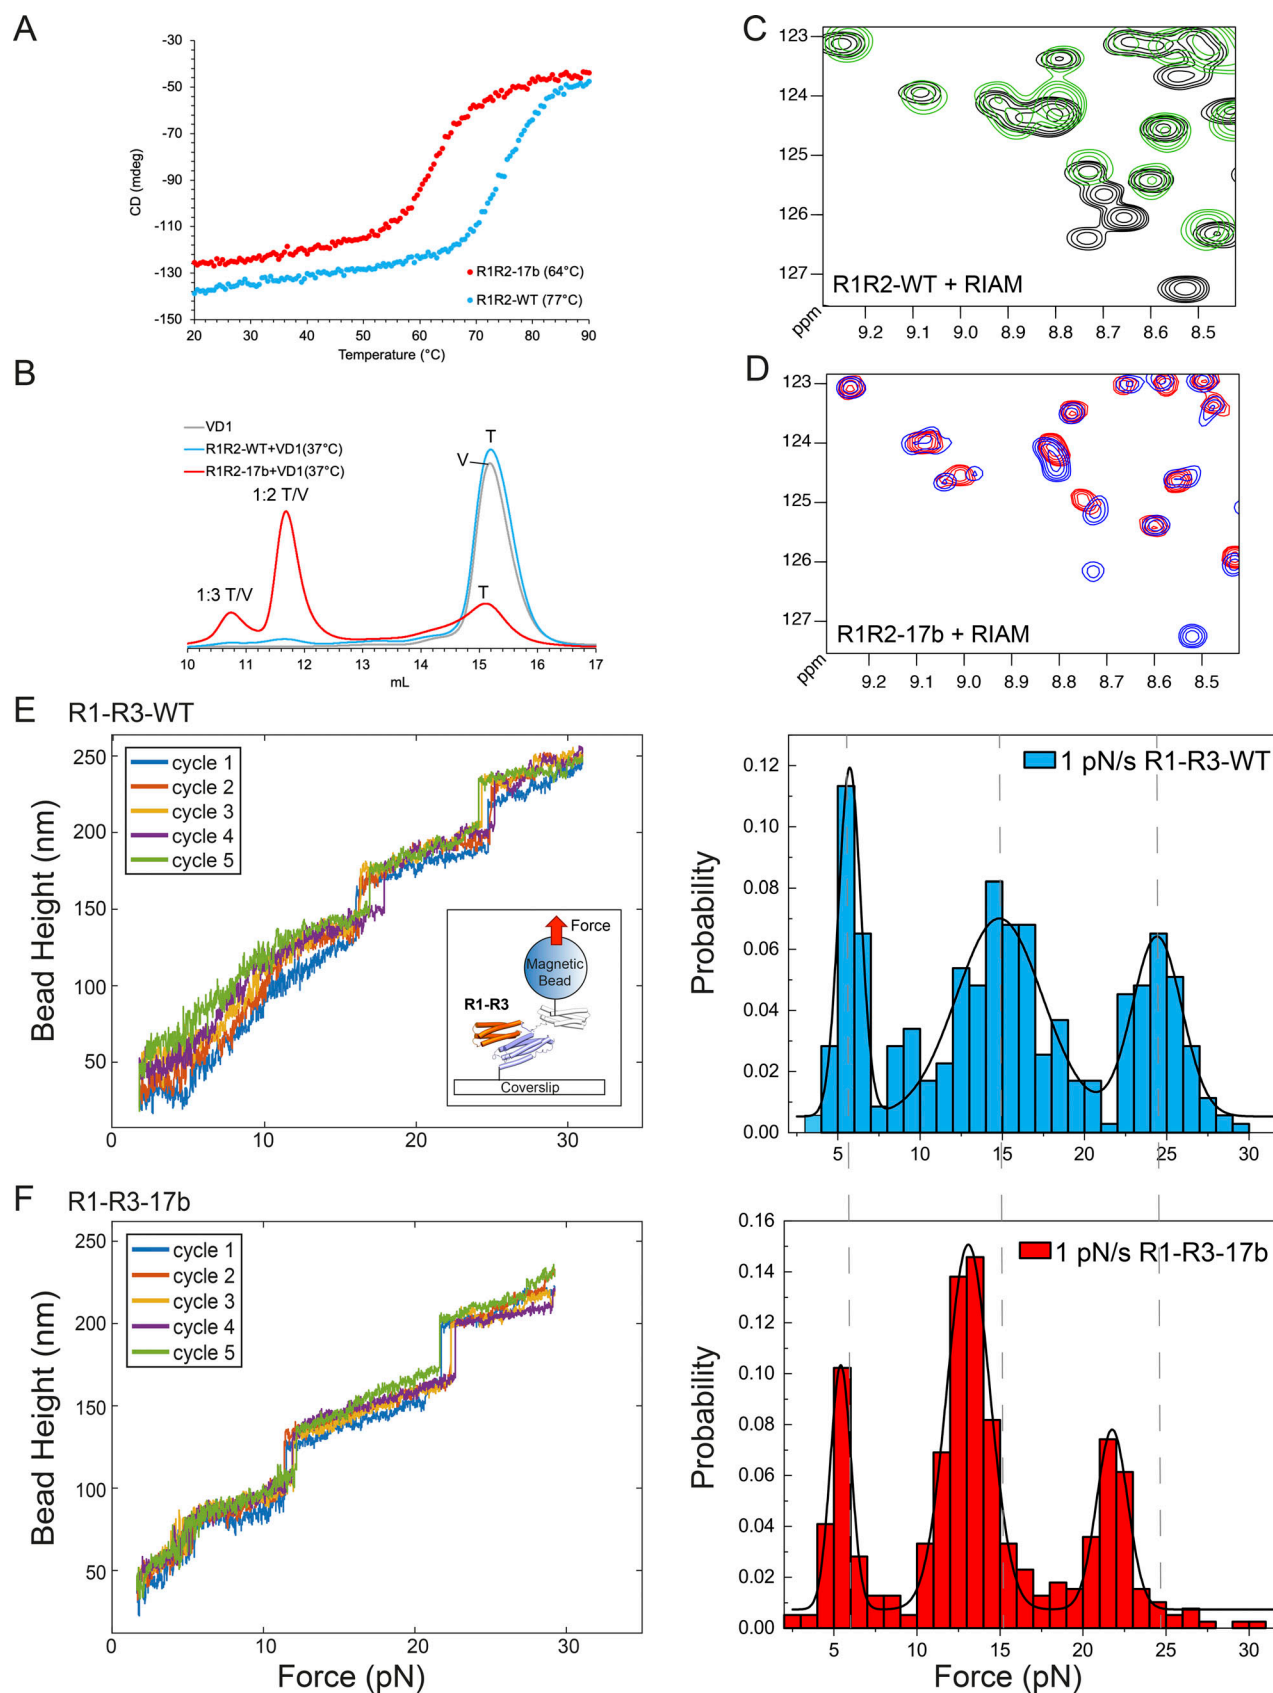 A
-30
-50
-70
-90
-110
-130
-150
CD (mdeg)
R1R2-17b (64°C)
R1R2-WT (77°C)
20 30 40 50 60 70 80 90
Temperature (°C)
B
VD1
R1R2-WT+VD1(37°C)
R1R2-17b+VD1(37°C)
1:2 T/V
1:3 T/V
T
V
T
10 11 12 13 14 15 16 17
mL
C
123
124
125
126
127
ppm
R1R2-WT + RIAM
9.2 9.1 9.0 8.9 8.8 8.7 8.6 8.5
D
123
124
125
126
127
ppm
R1R2-17b + RIAM
9.2 9.1 9.0 8.9 8.8 8.7 8.6 8.5
E R1-R3-WT
250
200
150
100
50
Bead Height (nm)
cycle 1
cycle 2
cycle 3
cycle 4
cycle 5
Force
Magnetic
Bead
R1-R3
Coverslip
0 10 20 30
1 pN/s R1-R3-WT
0.12
0.10
0.08
0.06
0.04
0.02
0.00
Probability
5 10 15 20 25 30
F R1-R3-17b
250
200
150
100
50
Bead Height (nm)
cycle 1
cycle 2
cycle 3
cycle 4
cycle 5
0 10 20 30
Force (pN)
1 pN/s R1-R3-17b
0.16
0.14
0.12
0.10
0.08
0.06
0.04
0.02
0.00
Probability
5 10 15 20 25 30
Force (pN)